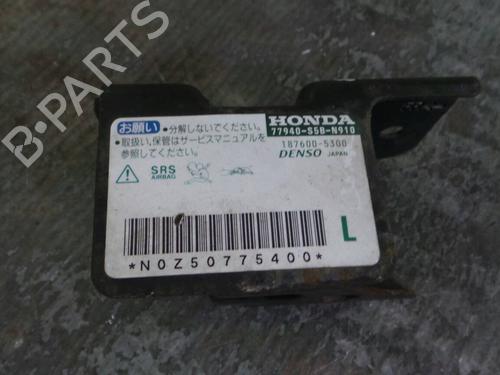 B-PARTS
お願い
•分解しないでください。
•取扱い、保管はサービスマニュアルを
参照してください。
HONDA
77940-S5B-N910
187600-5300
DENSO JAPAN
SRS
AIRBAG
L
*N0Z50775400*